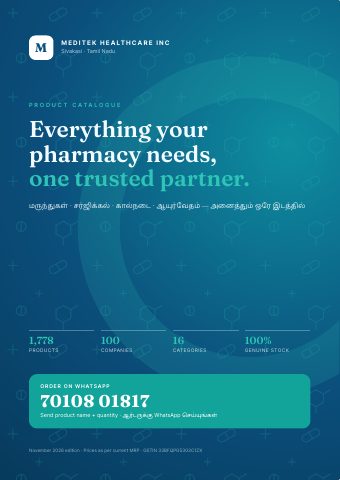 M
MEDITEK HEALTHCARE INC
Sivakasi · Tamil Nadu
PRODUCT CATALOGUE
Everything your
pharmacy needs,
one trusted partner.
மருந்துகள் · சர்ஜிக்கல் · கால்நடை · ஆயுர்வேதம் — அனைத்தும் ஒரே இடத்தில்
1,778 100 16 100%
PRODUCTS COMPANIES CATEGORIES GENUINE STOCK
ORDER ON WHATSAPP
70108 01817
Send product name + quantity · ஆர்டருக்கு WhatsApp செய்யுங்கள்
November 2026 edition · Prices as per current MRP · GSTIN